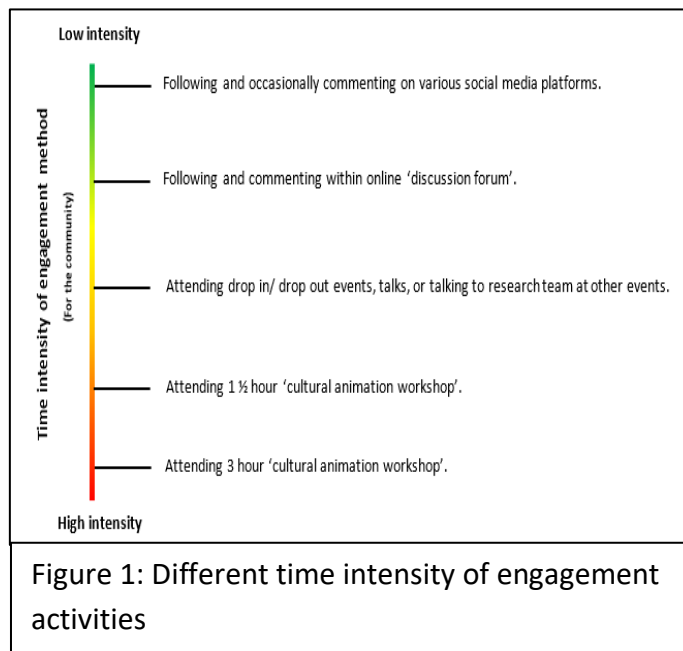 Low intensity
Time intensity of engagement method
(For the community)
Following and occasionally commenting on various social media platforms.
Following and commenting within online ‘discussion forum’.
Attending drop in/ drop out events, talks, or talking to research team at other events.
Attending 1 ½ hour ‘cultural animation workshop’.
Attending 3 hour ‘cultural animation workshop’.
High intensity
Figure 1: Different time intensity of engagement
activities